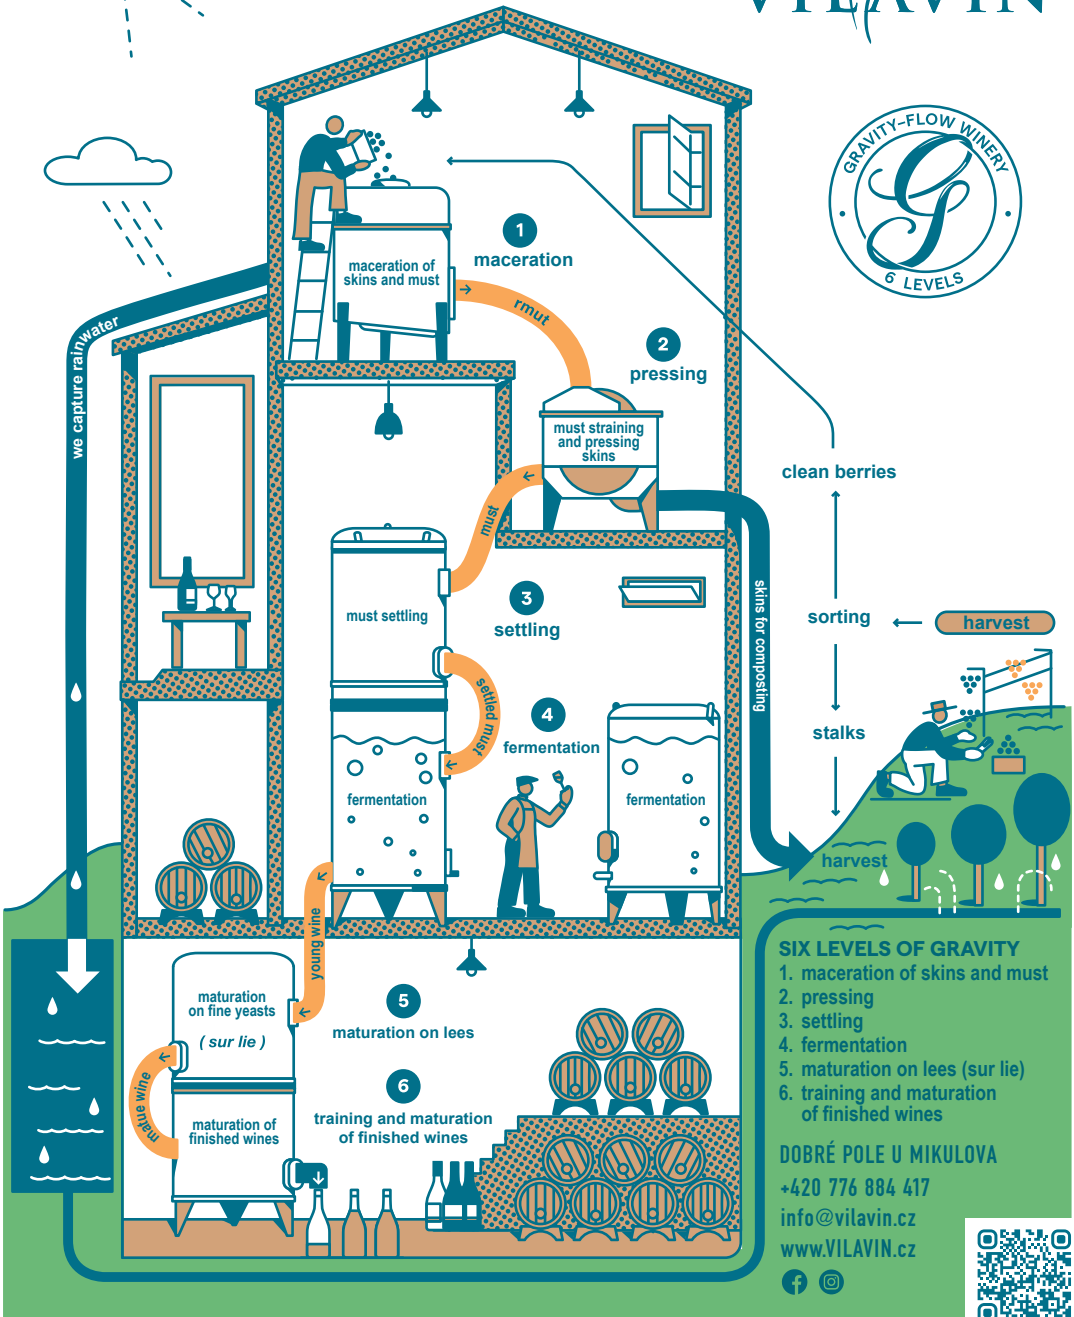 VILAVIN
GRAVITY-FLOW WINERY
6 LEVELS
1
maceration
maceration of
skins and must
rmut
we capture rainwater
2
pressing
must straining
and pressing
skins
must
clean berries
skins for composting
3
settling
must settling
settled must
sorting
harvest
stalks
4
fermentation
fermentation
fermentation
harvest
young wine
5
maturation on lees
maturation
on fine yeasts
( sur lie )
matue wine
maturation of
finished wines
6
training and maturation
of finished wines
SIX LEVELS OF GRAVITY
1. maceration of skins and must
2. pressing
3. settling
4. fermentation
5. maturation on lees (sur lie)
6. training and maturation
of finished wines
DOBRÉ POLE U MIKULOVA
+420 776 884 417
info@vilavin.cz
www.VILAVIN.cz